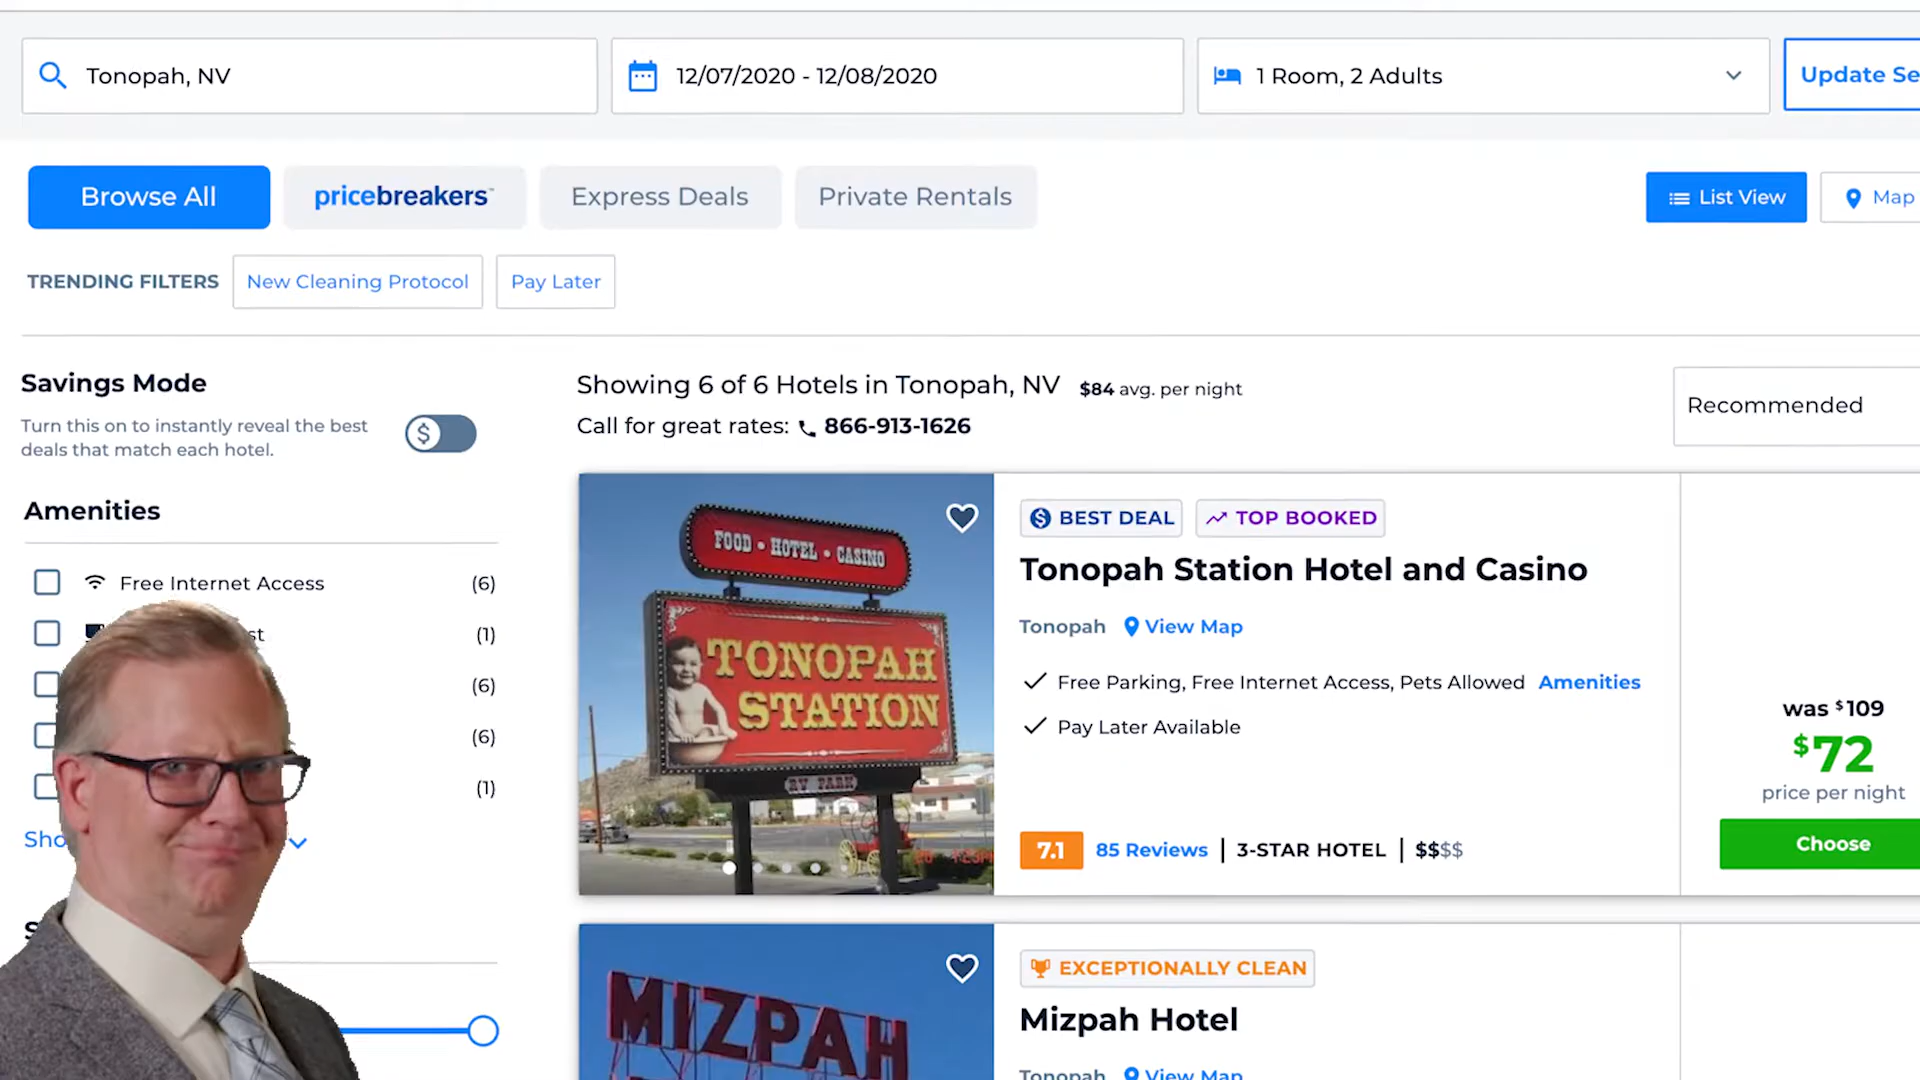 Tonopah, NV
12/07/2020 - 12/08/2020
1 Room, 2 Adults
Update Se
Browse All
pricebreakers™
Express Deals
Private Rentals
List View
Map
TRENDING FILTERS
New Cleaning Protocol
Pay Later
Savings Mode
Turn this on to instantly reveal the best
deals that match each hotel.
Showing 6 of 6 Hotels in Tonopah, NV $84 avg. per night
Call for great rates: 866-913-1626
Recommended
Amenities
Free Internet Access (6)
st (1)
(6)
(6)
(1)
Sho
FOOD • HOTEL • CASINO
TONOPAH
STATION
RV PARK
BEST DEAL
TOP BOOKED
Tonopah Station Hotel and Casino
Tonopah View Map
Free Parking, Free Internet Access, Pets Allowed Amenities
Pay Later Available
7.1 85 Reviews | 3-STAR HOTEL | $$$$
was $109
$72
price per night
Choose
MIZPAH
EXCEPTIONALLY CLEAN
Mizpah Hotel
Tonopah View Map